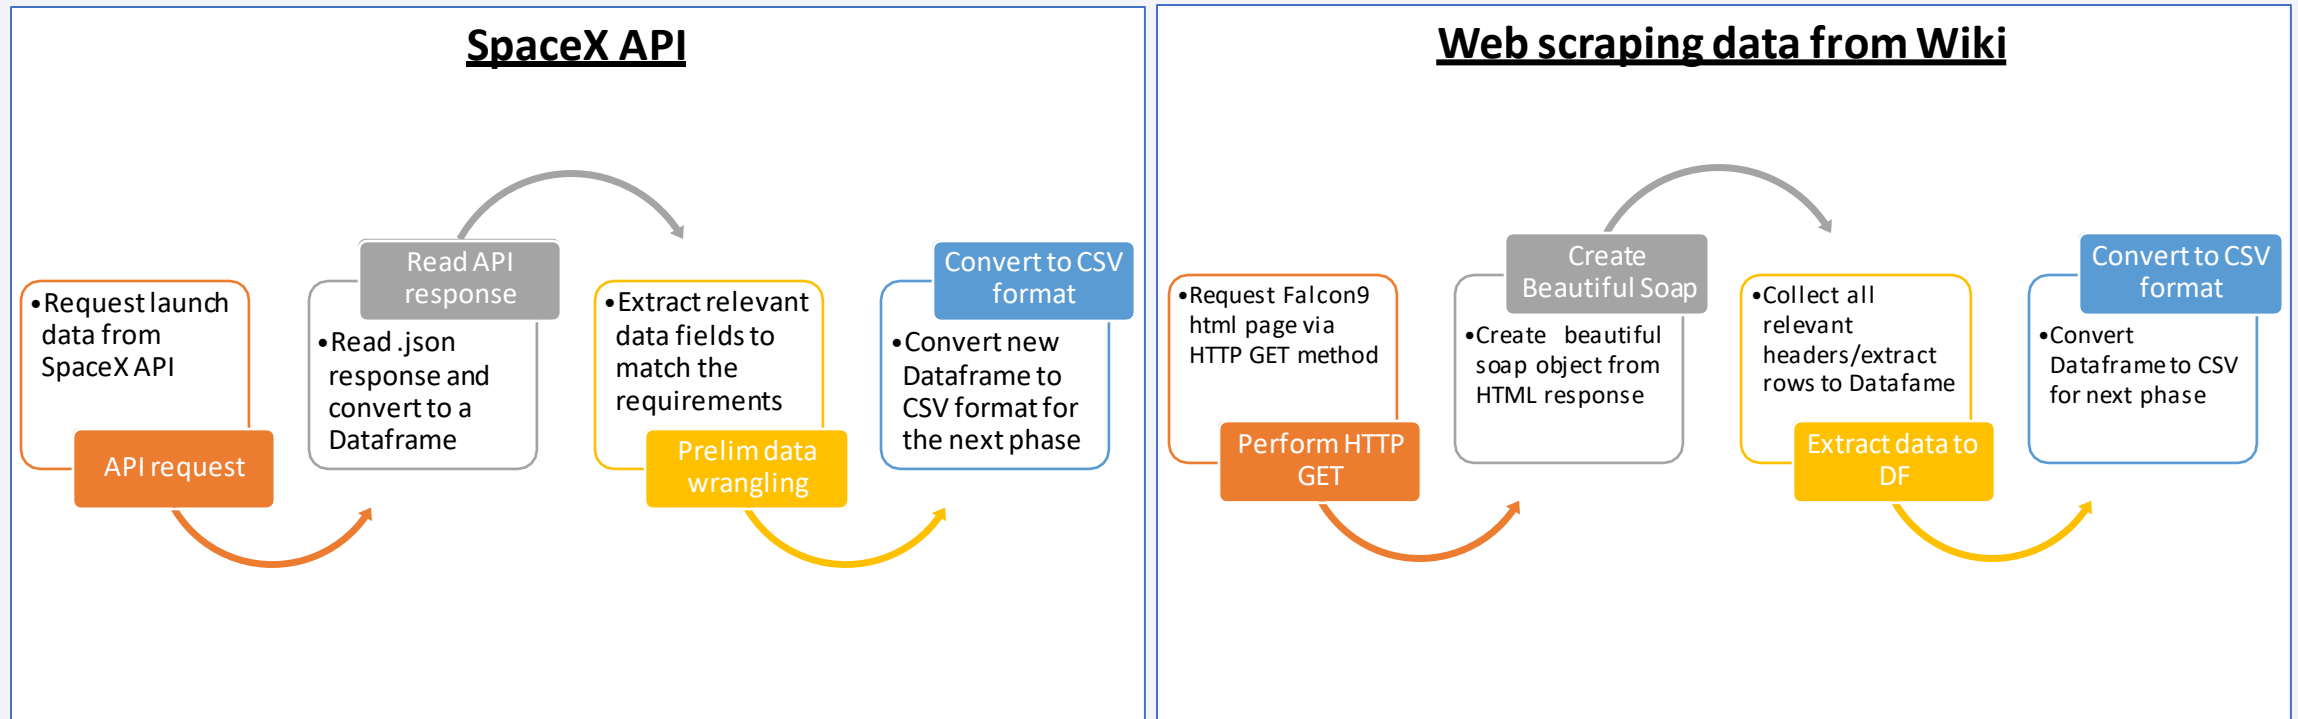 SpaceX API
•Request launch
data from
SpaceX API
API request
Read API
response
•Read .json
response and
convert to a
Dataframe
•Extract relevant
data fields to
match the
requirements
Prelim data
wrangling
Convert to CSV
format
•Convert new
Dataframe to
CSV format for
the next phase
Web scraping data from Wiki
•Request Falcon9
html page via
HTTP GET method
Perform HTTP
GET
Create
Beautiful Soap
•Create beautiful
soap object from
HTML response
•Collect all
relevant
headers/extract
rows to Datafame
Extract data to
DF
Convert to CSV
format
•Convert
Dataframe to CSV
for next phase